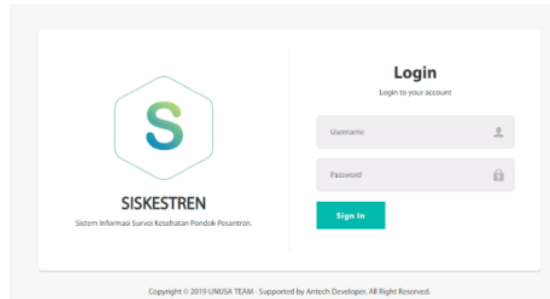 S
SISKESTREN
Sistem Informasi Survei Kesehatan Pondok Pesantren.
Login
Login to your account
Username
Password
Sign In
Copyright © 2019 UNUSA TEAM - Supported by Antech Developer, All Right Reserved.